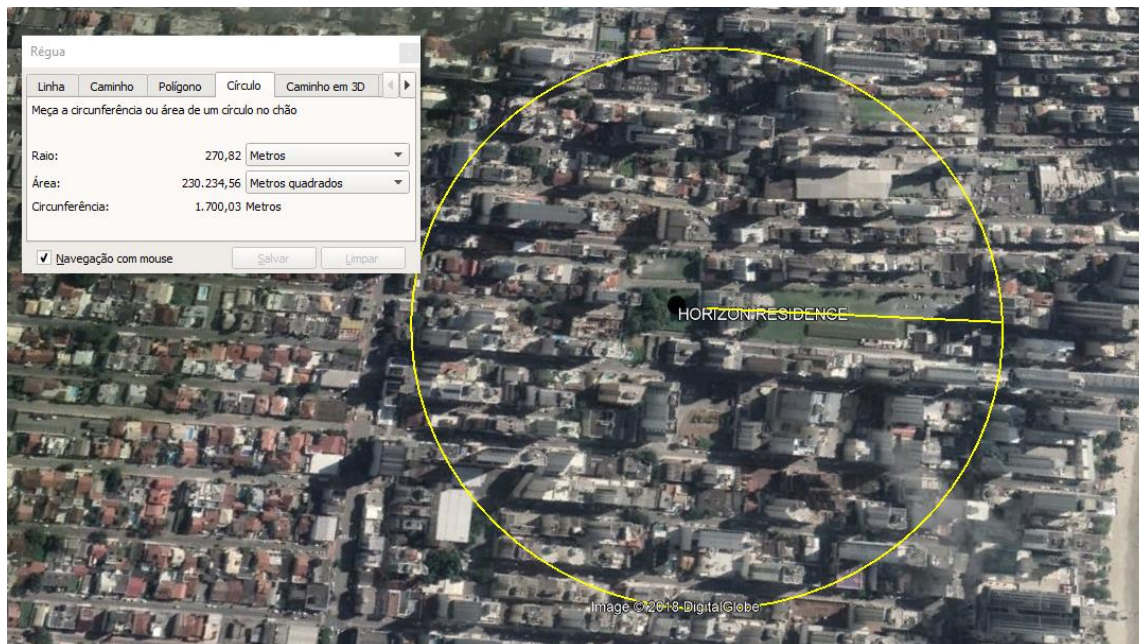 Régua
Linha Caminho Polígono Círculo Caminho em 3D
Meça a circunferência ou área de um círculo no chão
Raio: 270,82 Metros
Área: 230.234,56 Metros quadrados
Circunferência: 1.700,03 Metros
Navegação com mouse Salvar Limpar
HORIZON RESIDENCE
Image © 2018 DigitalGlobe